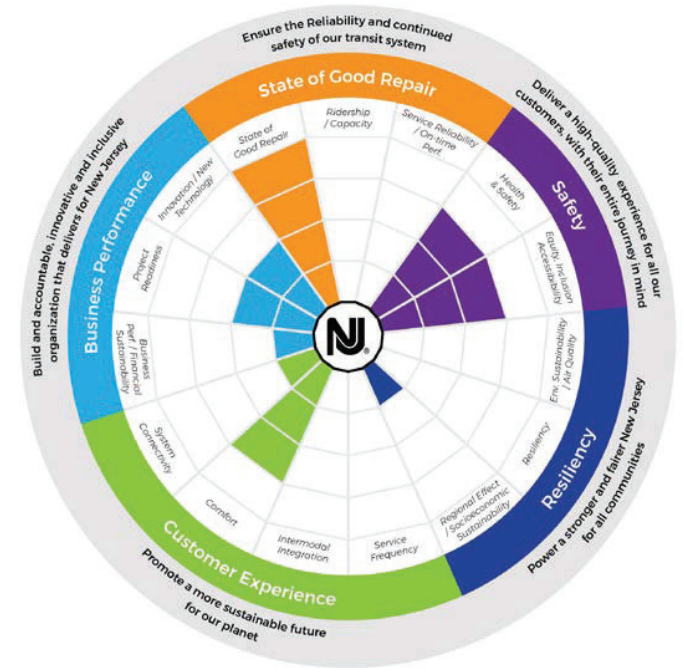 Ensure the Reliability and continued
safety of our transit system
Deliver a high-quality experience for all our
customers, with their entire journey in mind
Power a stronger and fairer New Jersey
for all communities
Promote a more sustainable future
for our planet
Build and accountable, innovative and inclusive
organization that delivers for New Jersey
State of Good Repair
Safety
Resiliency
Customer Experience
Business Performance
State of
Good Repair
Ridership
/ Capacity
Service Reliability
/ On-time
Perf.
Health
& Safety
Equity, Inclusion
Accessibility
Env. Sustainability
/ Air Quality
Resiliency
Regional Effect
/ Socioeconomic
Sustainability
Service
Frequency
Intermodal
Integration
Comfort
System
Connectivity
Business
Perf. / Financial
Sustainability
Project
Readiness
Innovation / New
Technology
NJ
®